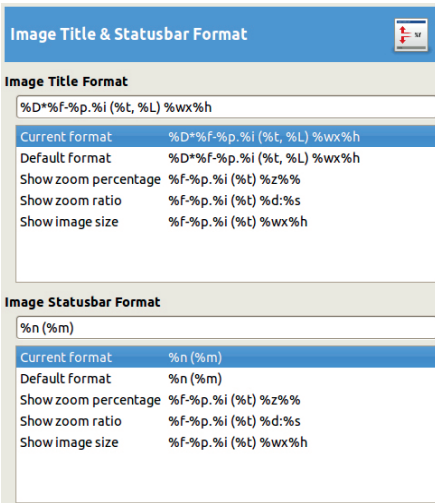 Image Title & Statusbar Format
Image Title Format
%D*%f-%p.%i (%t, %L) %wx%h
Current format %D*%f-%p.%i (%t, %L) %wx%h
Default format %D*%f-%p.%i (%t, %L) %wx%h
Show zoom percentage %f-%p.%i (%t) %z%%
Show zoom ratio %f-%p.%i (%t) %d:%s
Show image size %f-%p.%i (%t) %wx%h
Image Statusbar Format
%n (%m)
Current format %n (%m)
Default format %n (%m)
Show zoom percentage %f-%p.%i (%t) %z%%
Show zoom ratio %f-%p.%i (%t) %d:%s
Show image size %f-%p.%i (%t) %wx%h